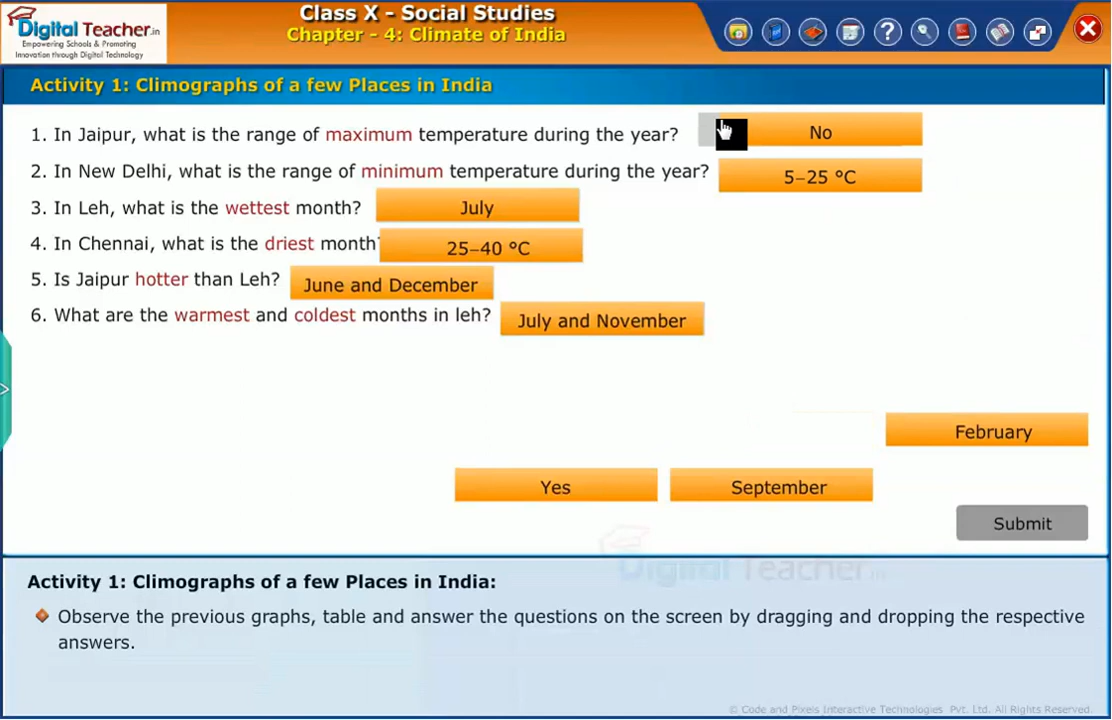 Digital Teacher.in
Empowering Schools & Promoting
Innovation through Digital Technology
Class X - Social Studies
Chapter - 4: Climate of India
Activity 1: Climographs of a few Places in India
1. In Jaipur, what is the range of maximum temperature during the year? No
2. In New Delhi, what is the range of minimum temperature during the year? 5–25 °C
3. In Leh, what is the wettest month? July
4. In Chennai, what is the driest month? 25–40 °C
5. Is Jaipur hotter than Leh? June and December
6. What are the warmest and coldest months in leh? July and November
February
Yes September
Submit
Digital Teacher.in
Activity 1: Climographs of a few Places in India:
Observe the previous graphs, table and answer the questions on the screen by dragging and dropping the respective
answers.
© Code and Pixels Interactive Technologies Pvt. Ltd. All Rights Reserved.